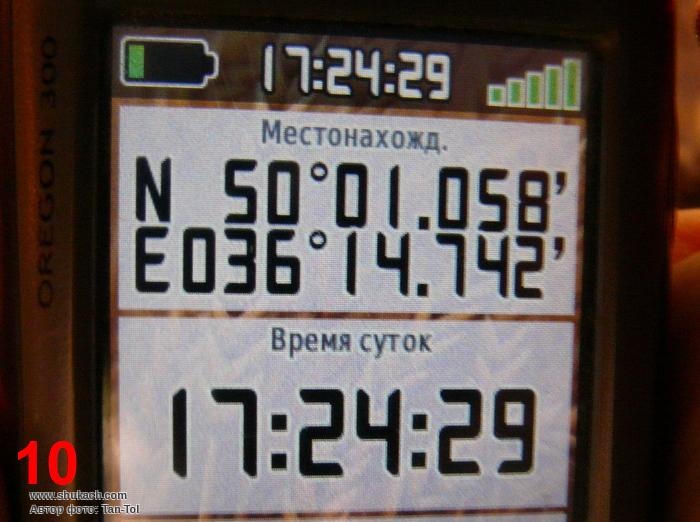 17:24:29
Местонахожд.
N 50°01.058'
E036°14.742'
Время суток
17:24:29
OREGON 300
10
www.shukach.com
Автор фото: Tan-Tol